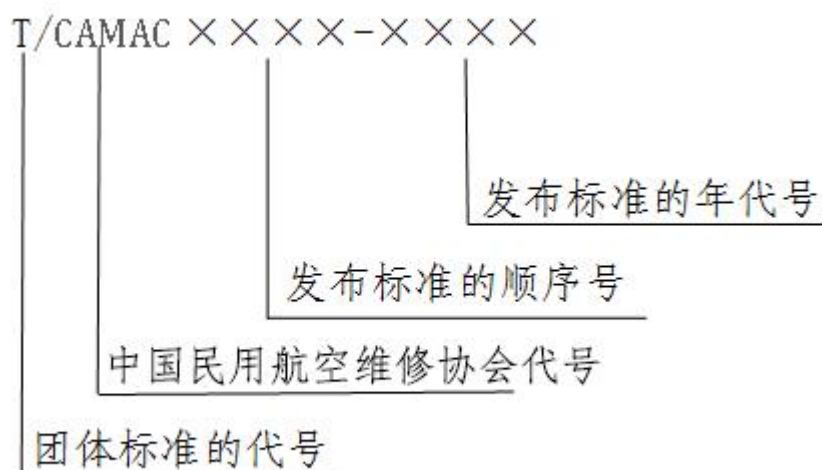 T/CAMAC××××-××××
发布标准的年代号
发布标准的顺序号
中国民用航空维修协会代号
团体标准的代号